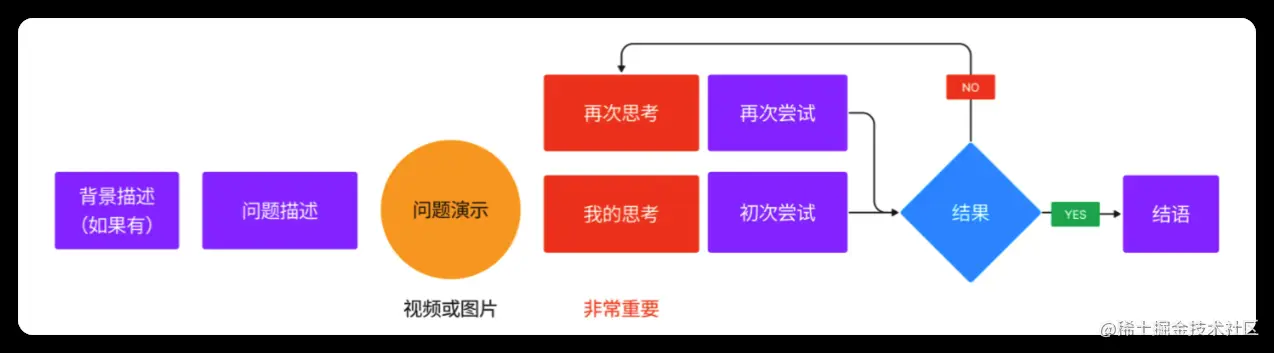 背景描述
（如果有）
问题描述
问题演示
视频或图片
再次思考
再次尝试
我的思考
初次尝试
非常重要
NO
结果
YES
结语
@稀土掘金技术社区